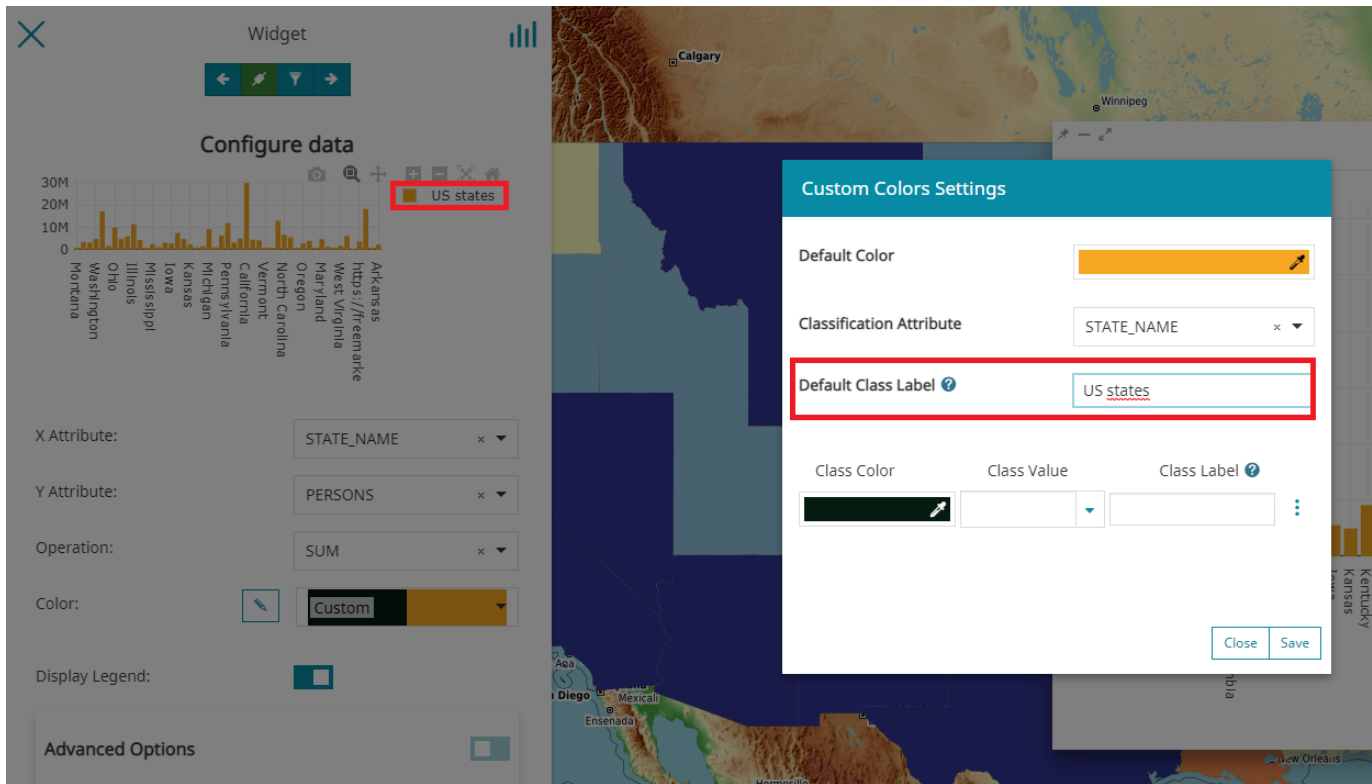 Widget
Configure data
30M
20M
10M
0
US states
Montana
Washington
Ohio
Illinois
Mississippi
Iowa
Kansas
Michigan
Pennsylvania
California
Vermont
North Carolina
Oregon
Maryland
West Virginia
https://freemarke
Arkansas
X Attribute:
STATE_NAME
Y Attribute:
PERSONS
Operation:
SUM
Color:
Custom
Display Legend:
Advanced Options
Calgary
Winnipeg
Custom Colors Settings
Default Color
Classification Attribute
STATE_NAME
Default Class Label
US states
Class Color Class Value Class Label
Close Save
Iowa
Kansas
Kentucky
Mexicali
Ensenada
Hermosillo